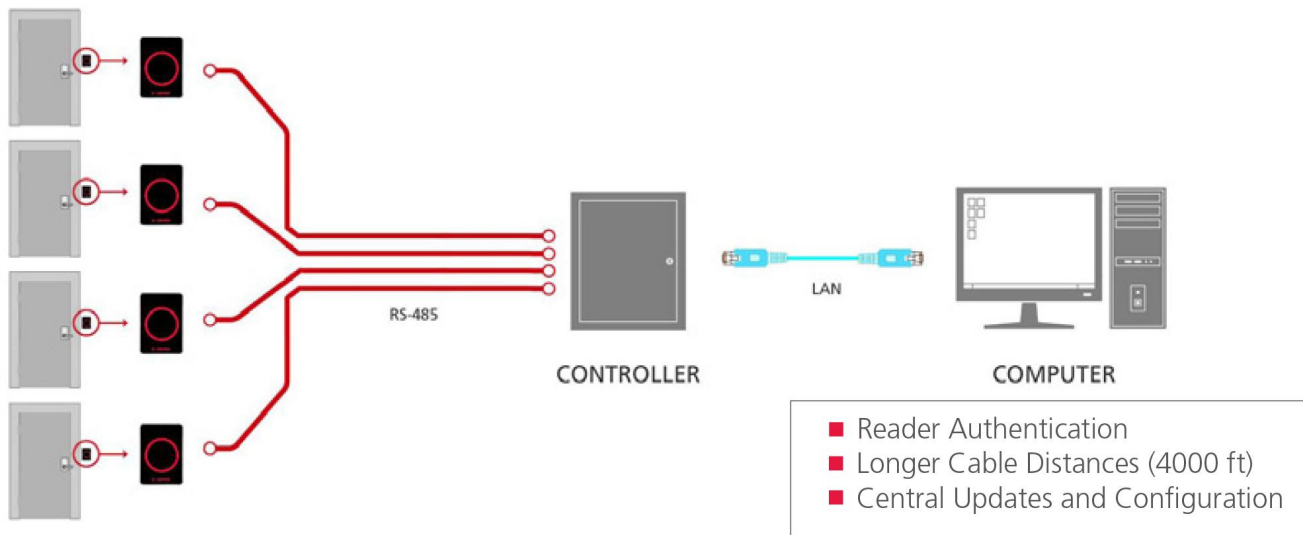 RS-485
LAN
CONTROLLER
COMPUTER
Reader Authentication
Longer Cable Distances (4000 ft)
Central Updates and Configuration